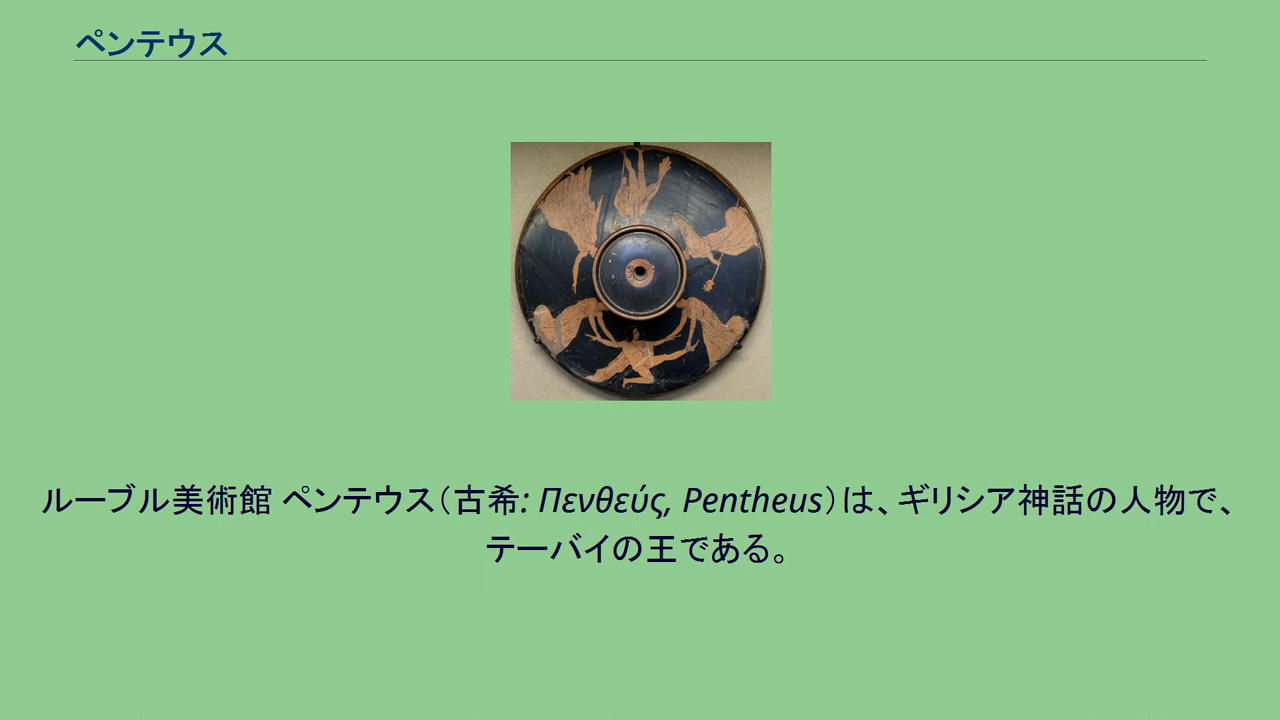 ペンテウス
ルーブル美術館 ペンテウス（古希: Πενθεύς, Pentheus）は、ギリシア神話の人物で、
テーバイの王である。